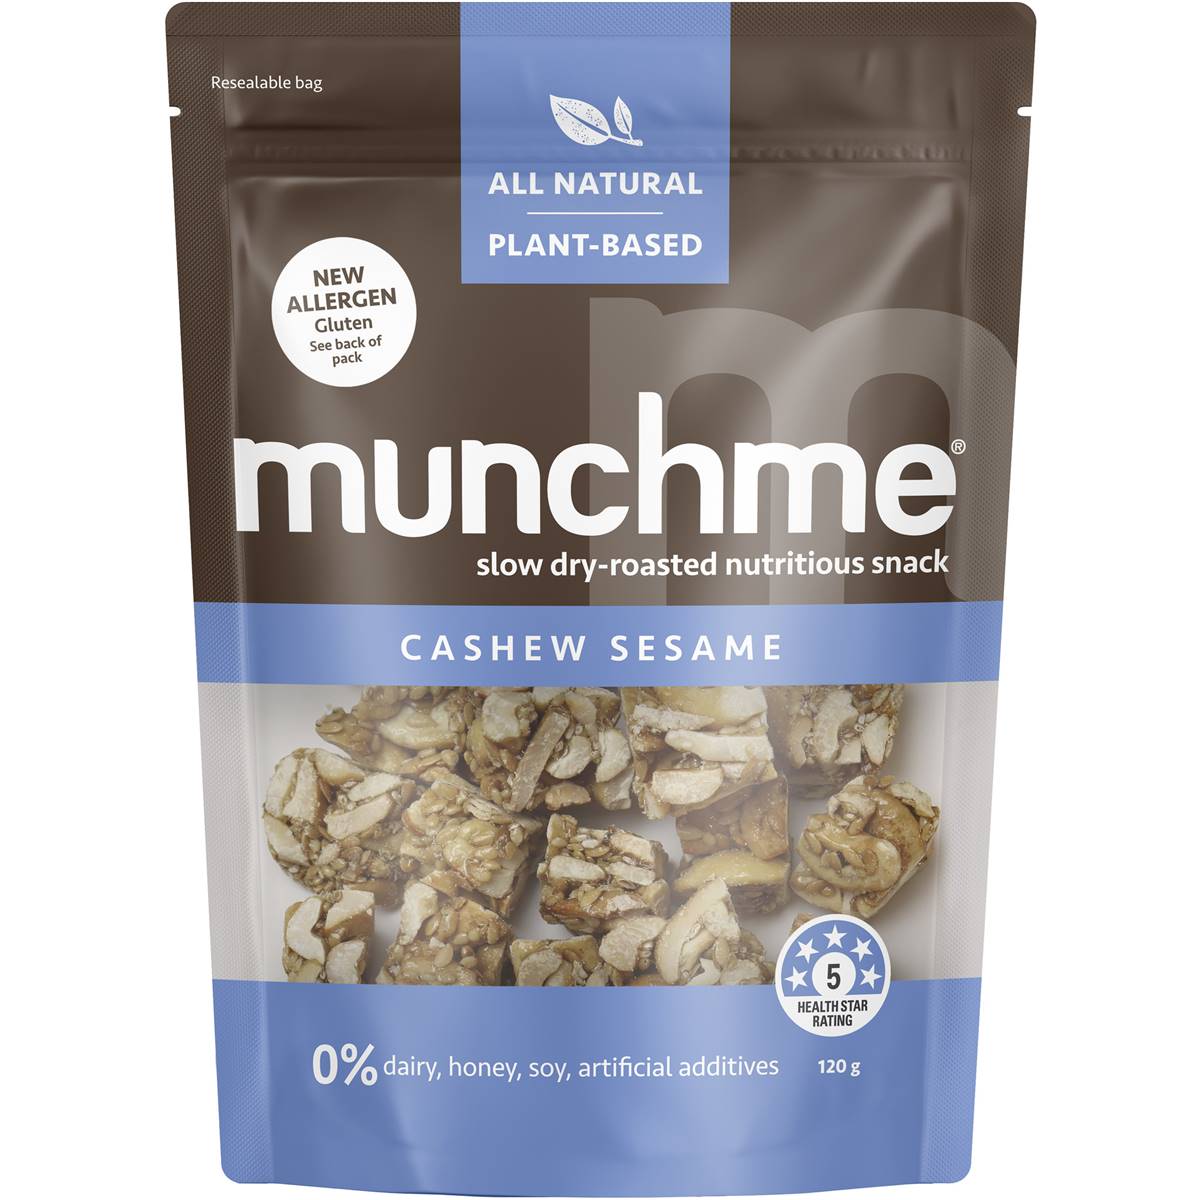 Resealable bag
ALL NATURAL
PLANT-BASED
NEW
ALLERGEN
Gluten
See back of
pack
m
munchme®
slow dry-roasted nutritious snack
CASHEW SESAME
5
HEALTH STAR
RATING
0% dairy, honey, soy, artificial additives
120 g